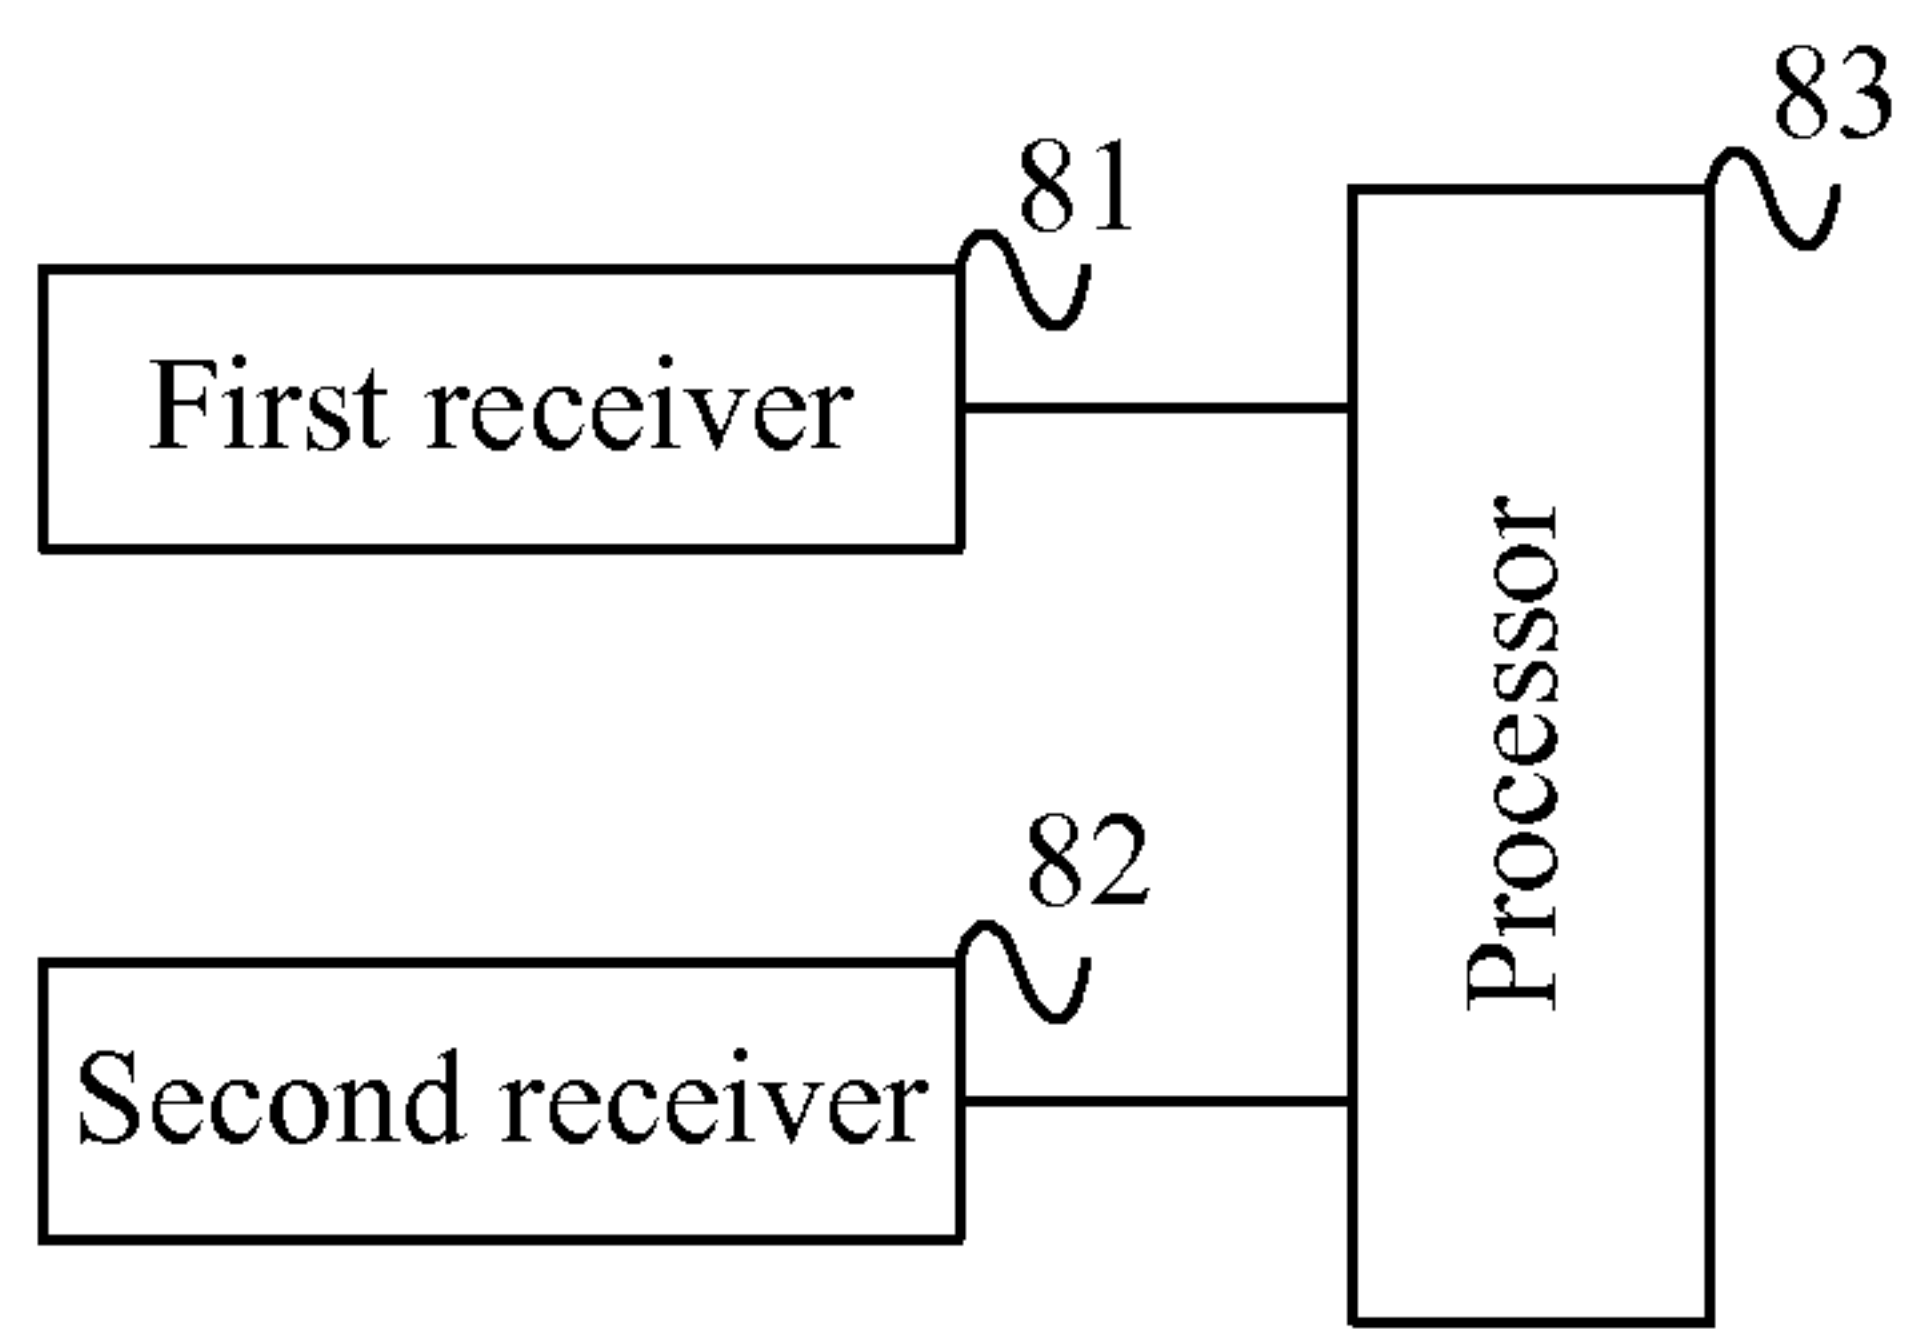 83
81
First receiver
Processor
82
Second receiver